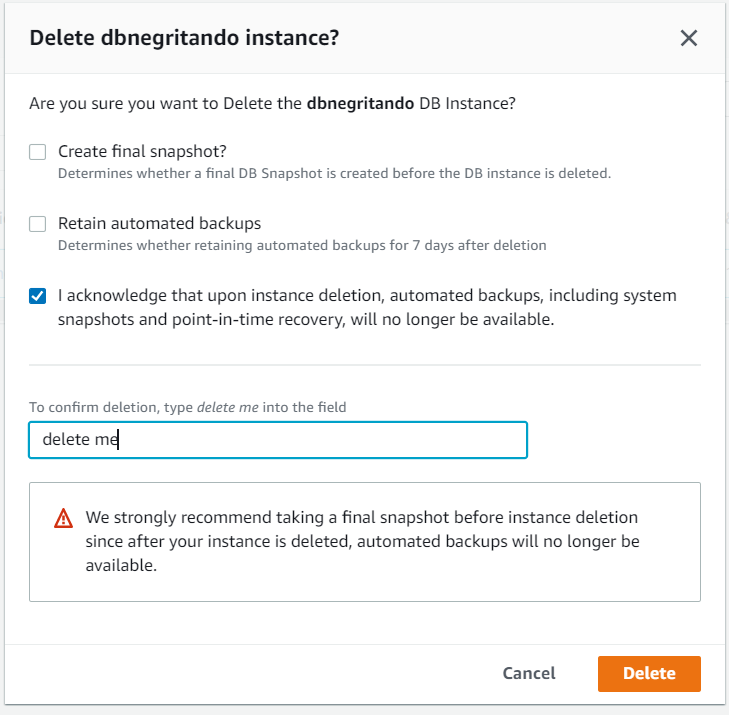 Delete dbnegritando instance?
Are you sure you want to Delete the dbnegritando DB Instance?
Create final snapshot?
Determines whether a final DB Snapshot is created before the DB instance is deleted.
Retain automated backups
Determines whether retaining automated backups for 7 days after deletion
I acknowledge that upon instance deletion, automated backups, including system
snapshots and point-in-time recovery, will no longer be available.
To confirm deletion, type delete me into the field
delete me
We strongly recommend taking a final snapshot before instance deletion
since after your instance is deleted, automated backups will no longer be
available.
Cancel
Delete